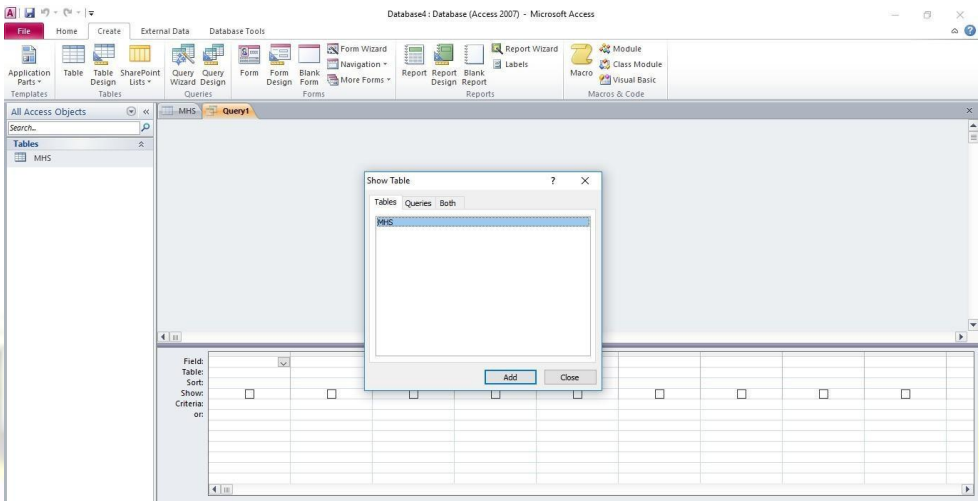 Database4 : Database (Access 2007) - Microsoft Access
File Home Create External Data Database Tools
Application Parts
Table
Table Design
SharePoint Lists
Query Wizard
Query Design
Form
Form Design
Blank Form
Form Wizard
Navigation
More Forms
Report
Report Design
Blank Report
Report Wizard
Labels
Macro
Module
Class Module
Visual Basic
Templates Tables Queries Forms Reports Macros & Code
All Access Objects
Search...
Tables
MHS
MHS Query1
Show Table
Tables Queries Both
MHS
Add Close
Field:
Table:
Sort:
Show:
Criteria:
or: